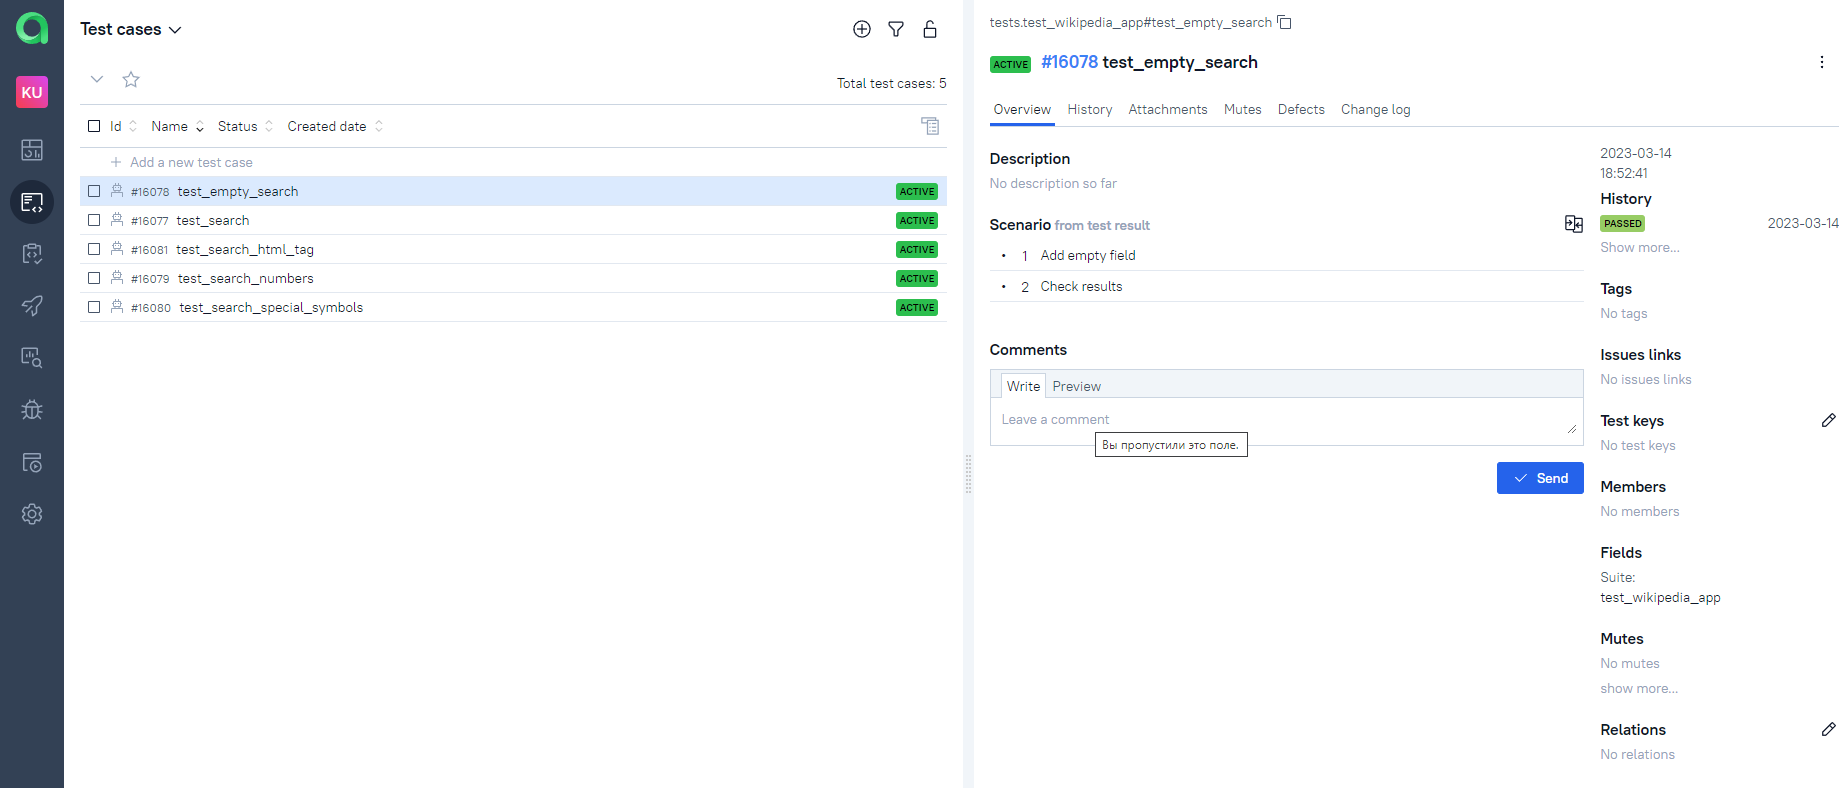 KU
Test cases
Total test cases: 5
Id Name Status Created date
Add a new test case
#16078 test_empty_search ACTIVE
#16077 test_search ACTIVE
#16081 test_search_html_tag ACTIVE
#16079 test_search_numbers ACTIVE
#16080 test_search_special_symbols ACTIVE
tests.test_wikipedia_app#test_empty_search
ACTIVE #16078 test_empty_search
Overview History Attachments Mutes Defects Change log
Description
No description so far
Scenario from test result
• 1 Add empty field
• 2 Check results
Comments
Write Preview
Leave a comment
Вы пропустили это поле.
Send
2023-03-14
18:52:41
History
PASSED 2023-03-14
Show more...
Tags
No tags
Issues links
No issues links
Test keys
No test keys
Members
No members
Fields
Suite:
test_wikipedia_app
Mutes
No mutes
show more...
Relations
No relations